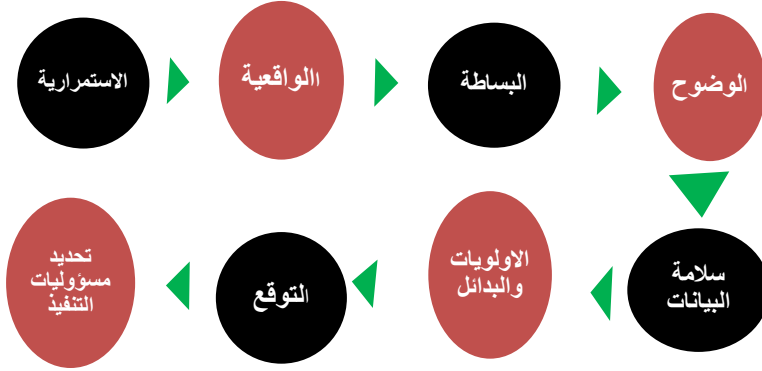 الاستمرارية
االواقعية
البساطة
الوضوح
سلامة
البيانات
الاولويات
والبدائل
التوقع
تحديد
مسؤوليات
التنفيذ